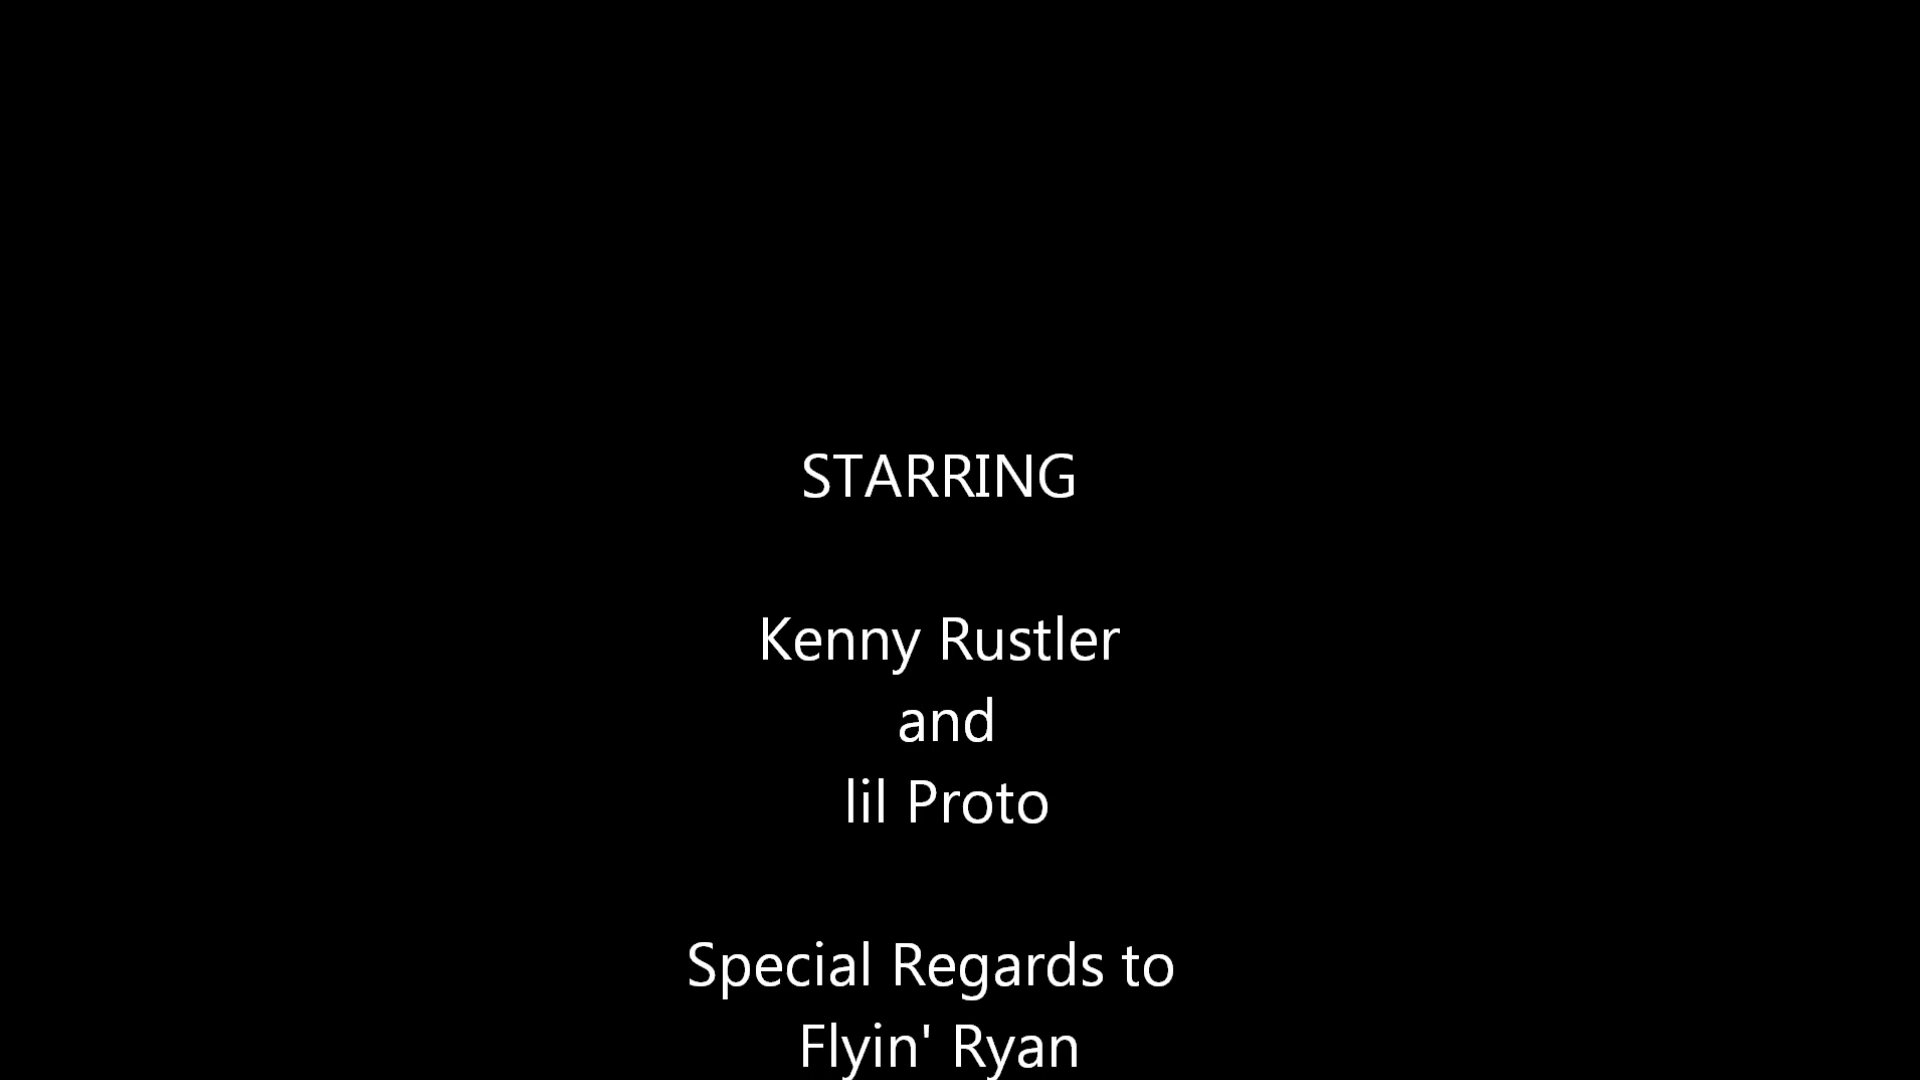 STARRING
Kenny Rustler
and
lil Proto
Special Regards to
Flyin' Ryan